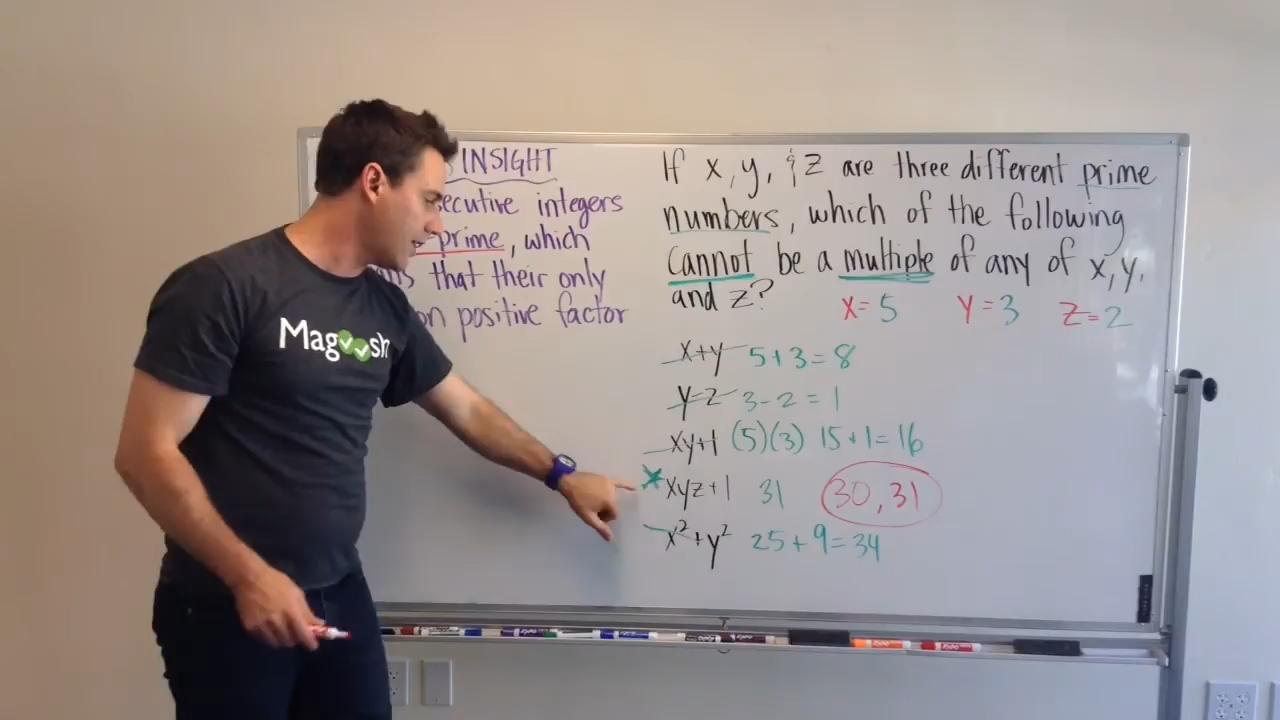 INSIGHT
ecutive integers
prime, which
that their only
on positive factor
If x, y, & z are three different prime
numbers, which of the following
cannot be a multiple of any of x, y,
and z?
x=5 y=3 z=2
x+y 5+3=8
y-z 3-2=1
xy+1 (5)(3) 15+1=16
xyz+1 31 30,31
x²+y² 25+9=34
Magoosh